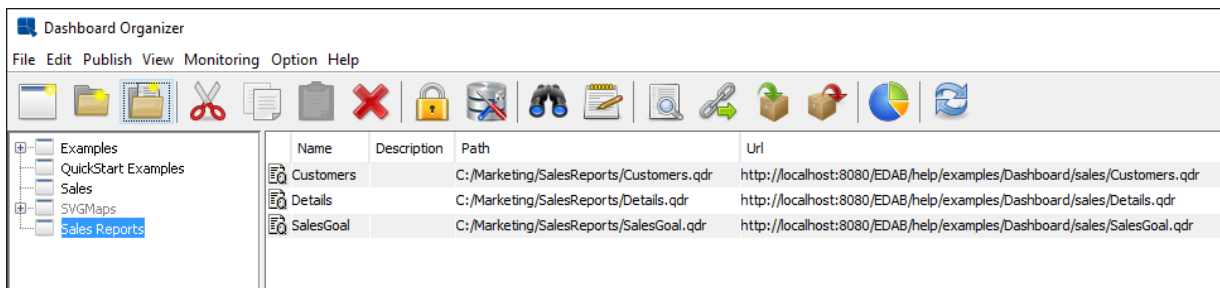 Dashboard Organizer
File Edit Publish View Monitoring Option Help
Examples
QuickStart Examples
Sales
SVGMaps
Sales Reports
Name Description Path Url
Customers C:/Marketing/SalesReports/Customers.qdr http://localhost:8080/EDAB/help/examples/Dashboard/sales/Customers.qdr
Details C:/Marketing/SalesReports/Details.qdr http://localhost:8080/EDAB/help/examples/Dashboard/sales/Details.qdr
SalesGoal C:/Marketing/SalesReports/SalesGoal.qdr http://localhost:8080/EDAB/help/examples/Dashboard/sales/SalesGoal.qdr